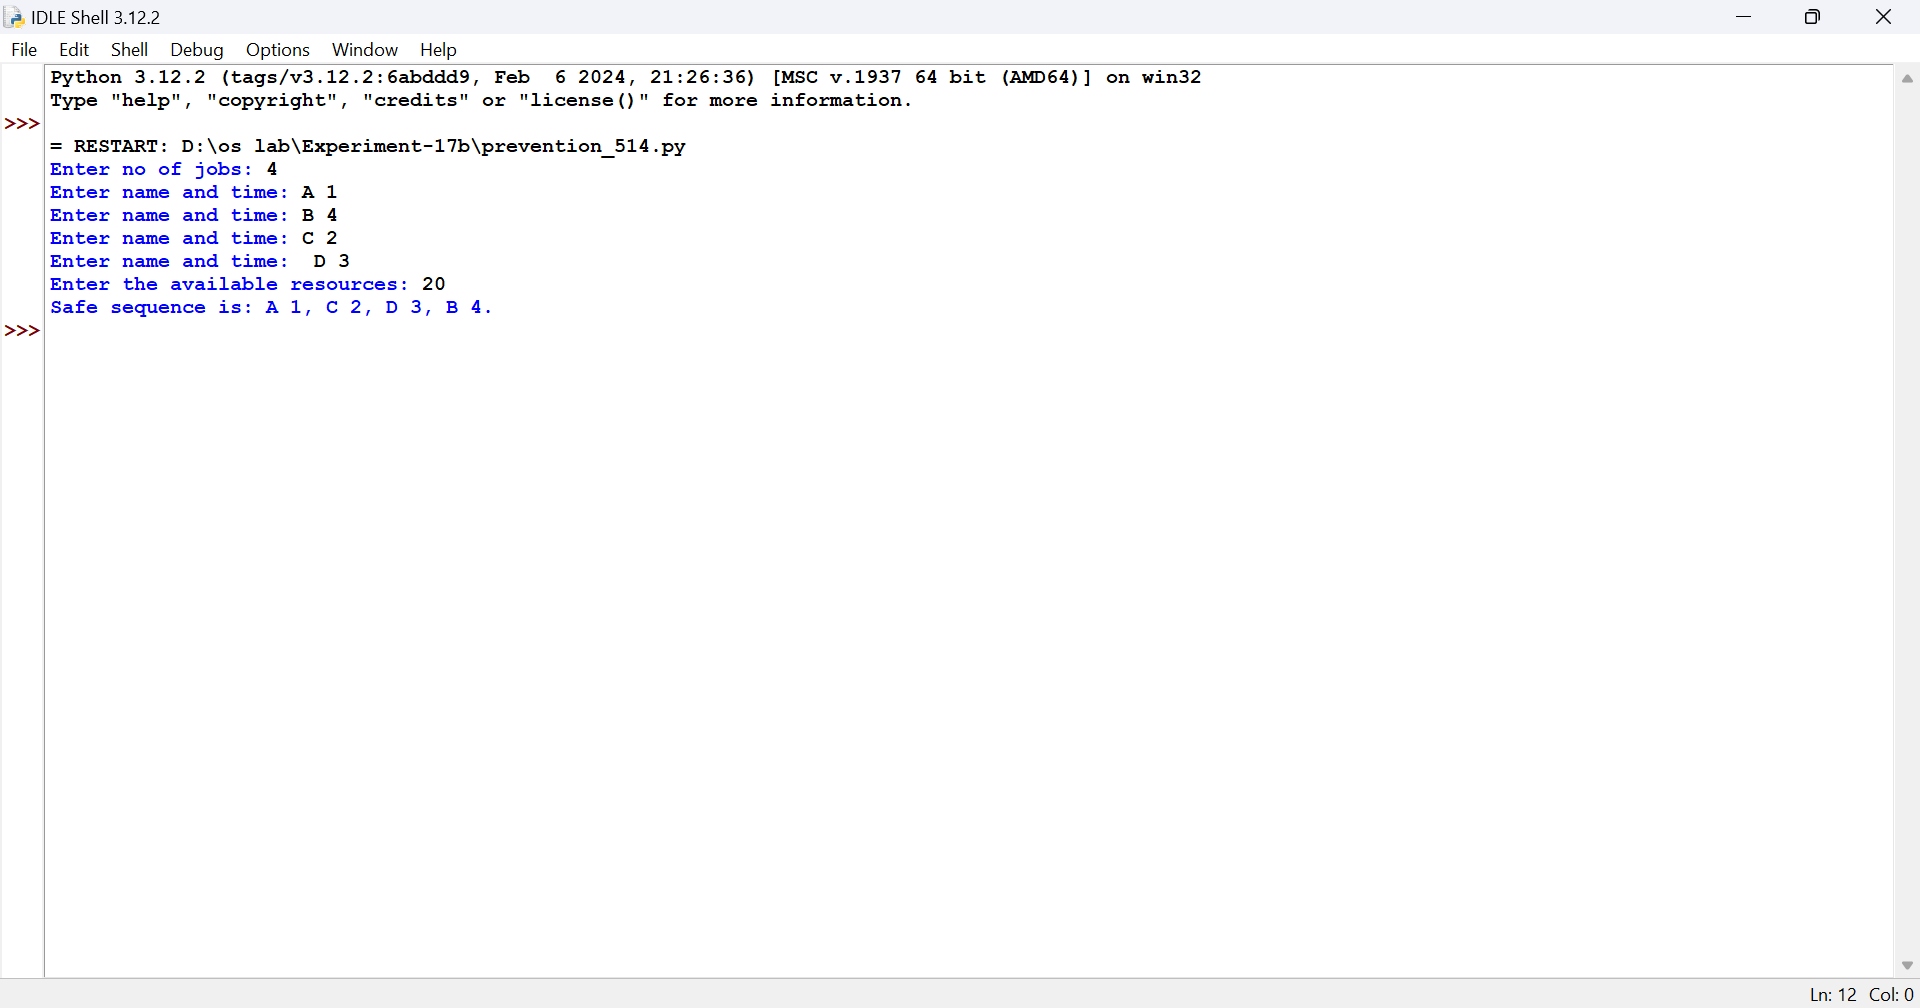 IDLE Shell 3.12.2
File Edit Shell Debug Options Window Help
Python 3.12.2 (tags/v3.12.2:6abddd9, Feb  6 2024, 21:26:36) [MSC v.1937 64 bit (AMD64)] on win32
Type "help", "copyright", "credits" or "license()" for more information.
>>>
= RESTART: D:\os lab\Experiment-17b\prevention_514.py
Enter no of jobs: 4
Enter name and time: A 1
Enter name and time: B 4
Enter name and time: C 2
Enter name and time:  D 3
Enter the available resources: 20
Safe sequence is: A 1, C 2, D 3, B 4.
>>>
Ln: 12 Col: 0